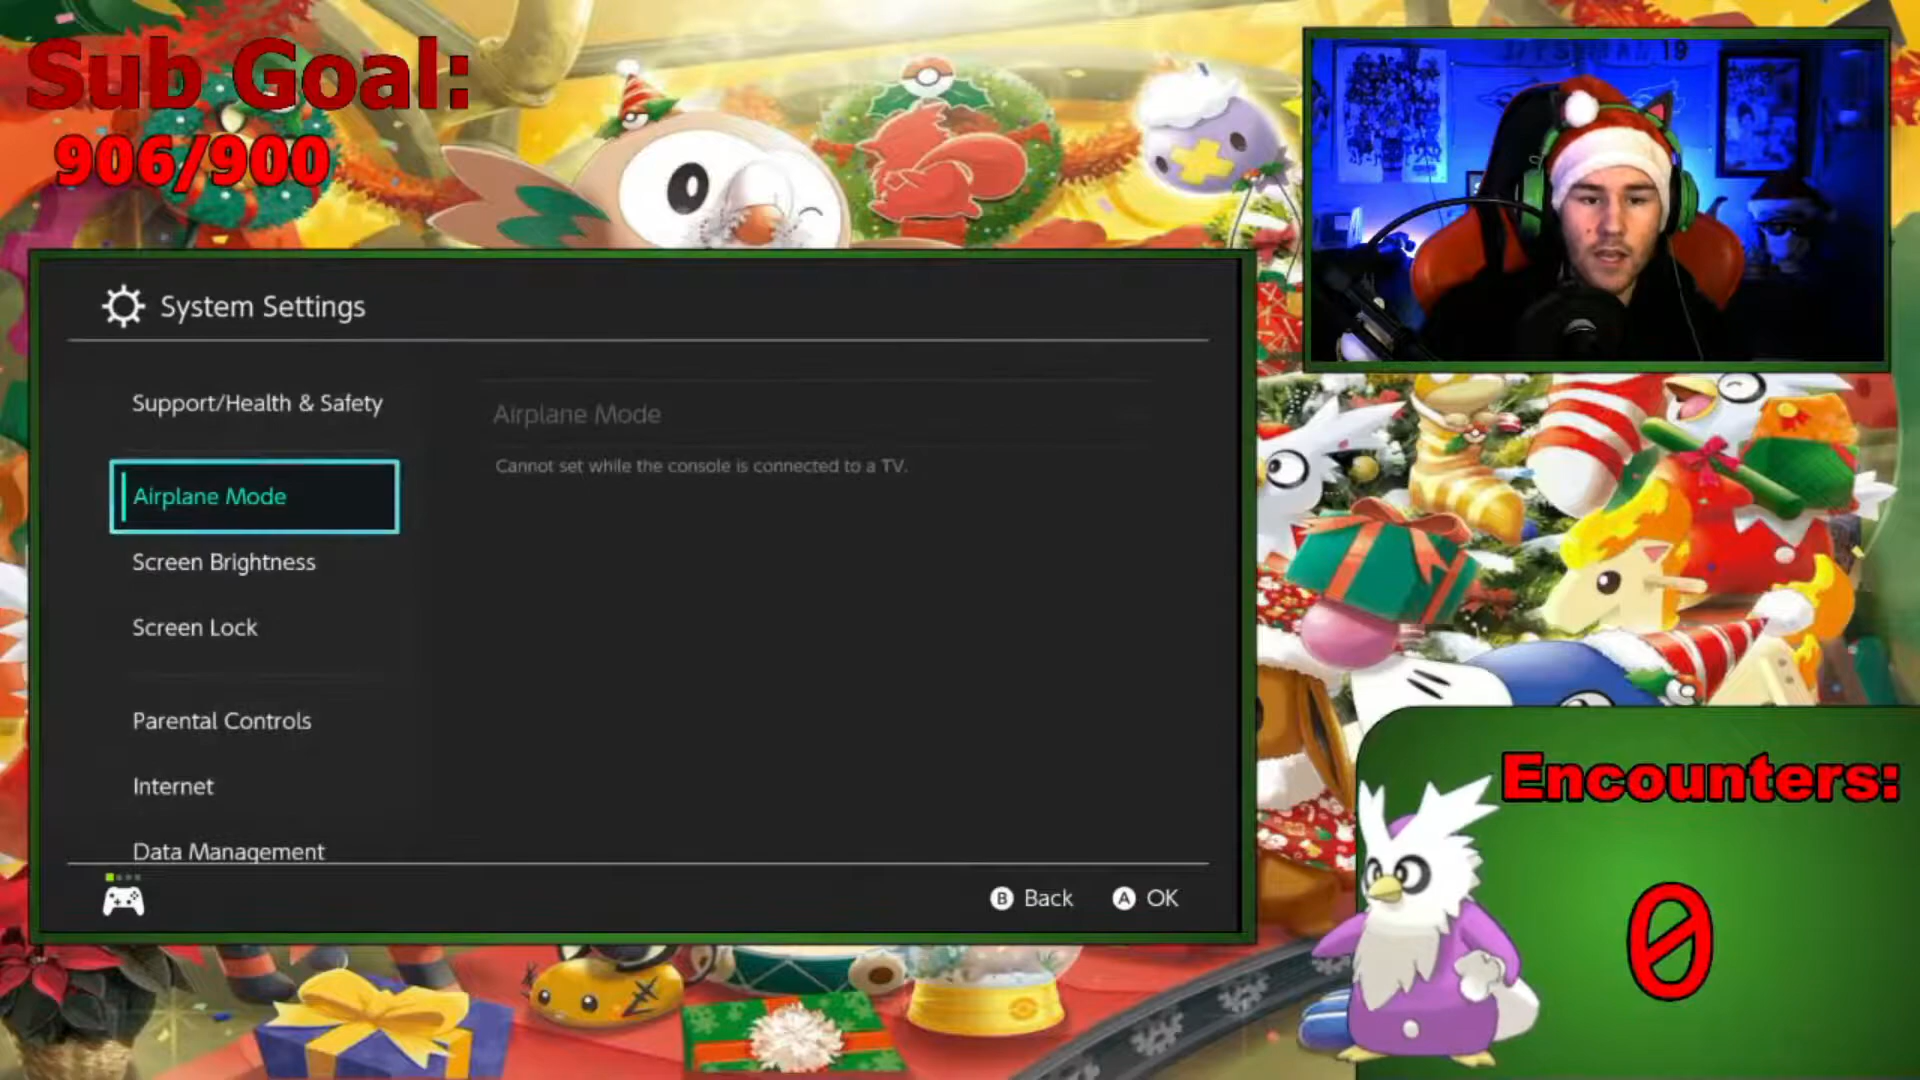 Sub Goal:
906/900
System Settings
Support/Health & Safety
Airplane Mode
Screen Brightness
Screen Lock
Parental Controls
Internet
Data Management
Airplane Mode
Cannot set while the console is connected to a TV.
B Back A OK
Encounters:
0